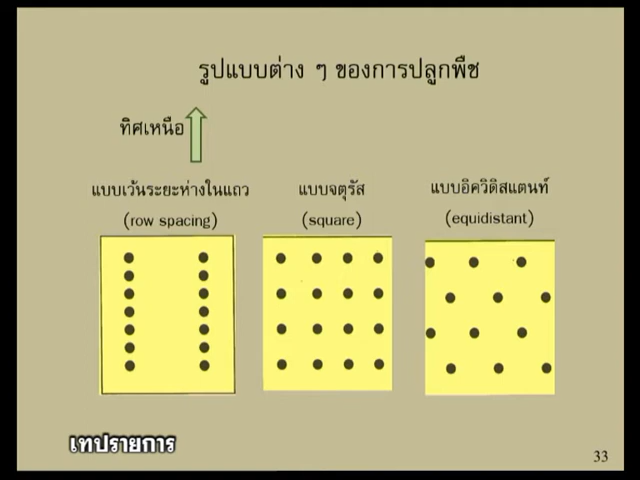 รูปแบบต่าง ๆ ของการปลูกพืช
ทิศเหนือ
แบบเว้นระยะห่างในแถว
(row spacing)
แบบจตุรัส
(square)
แบบอิควิดิสแตนท์
(equidistant)
เทปรายการ
33